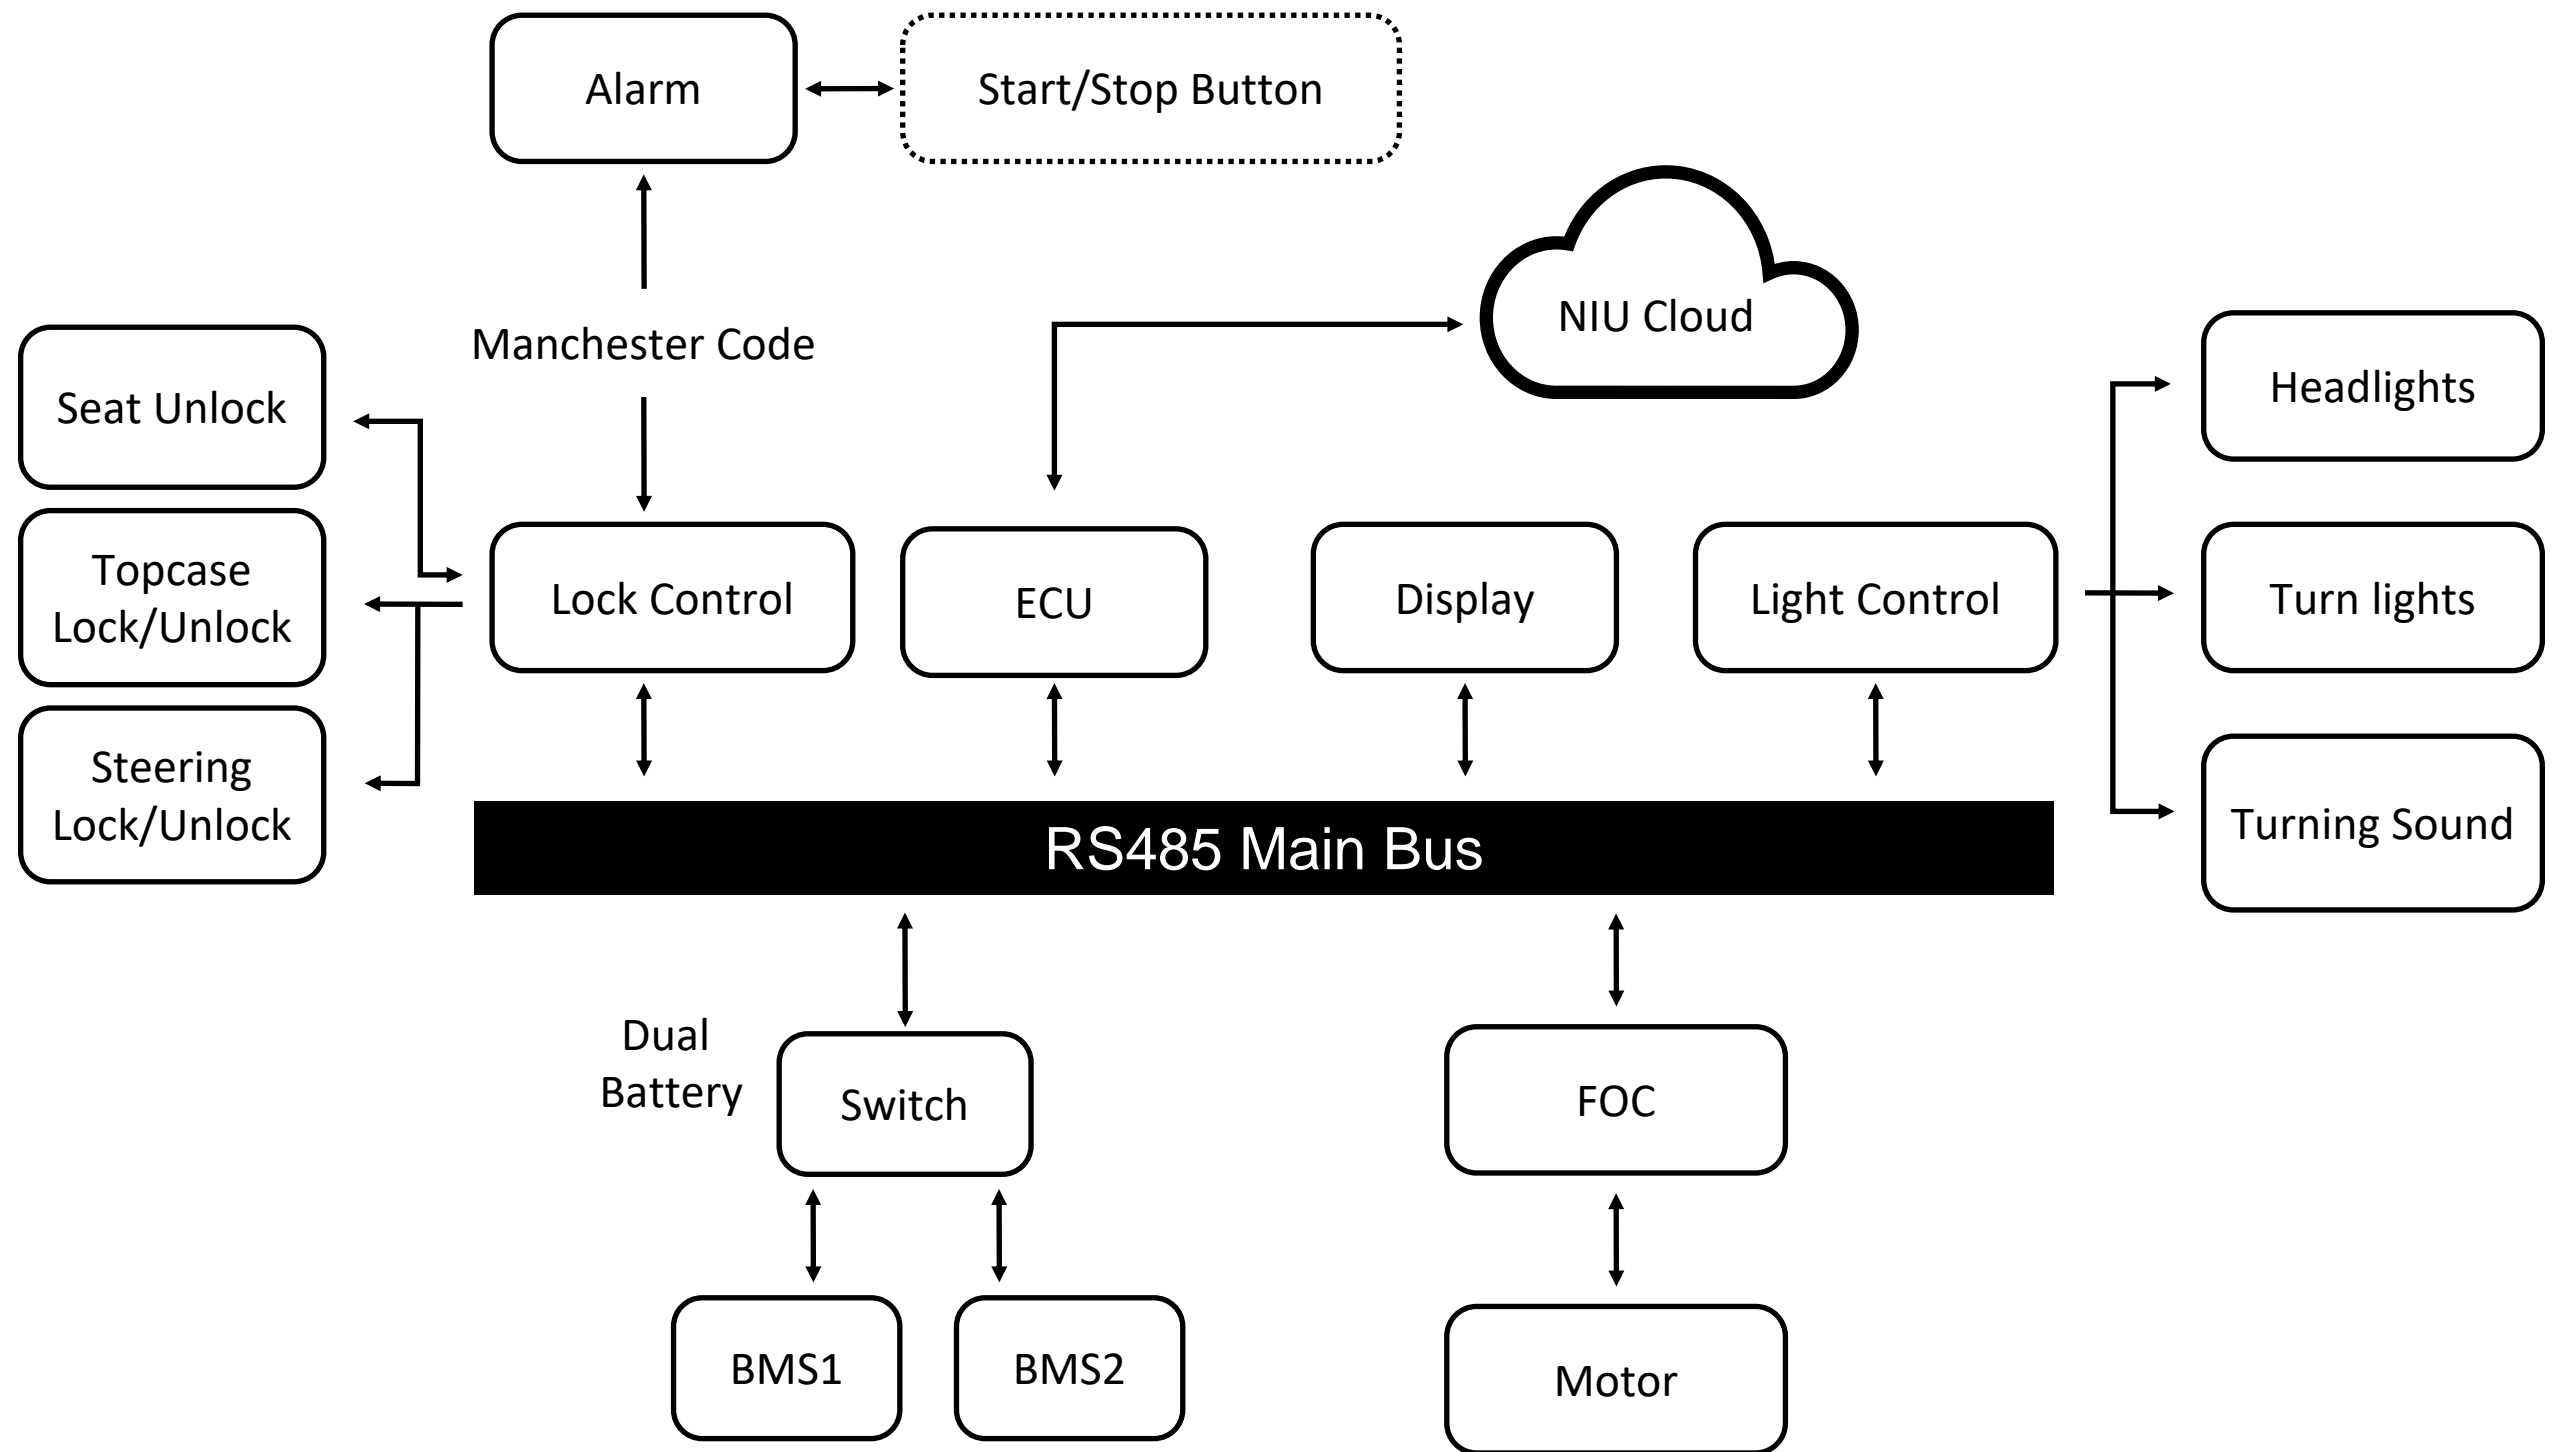 Alarm
Start/Stop Button
Manchester Code
NIU Cloud
Seat Unlock
Headlights
Topcase
Lock/Unlock
Lock Control
ECU
Display
Light Control
Turn lights
Steering
Lock/Unlock
Turning Sound
RS485 Main Bus
Dual
Battery
Switch
FOC
BMS1
BMS2
Motor